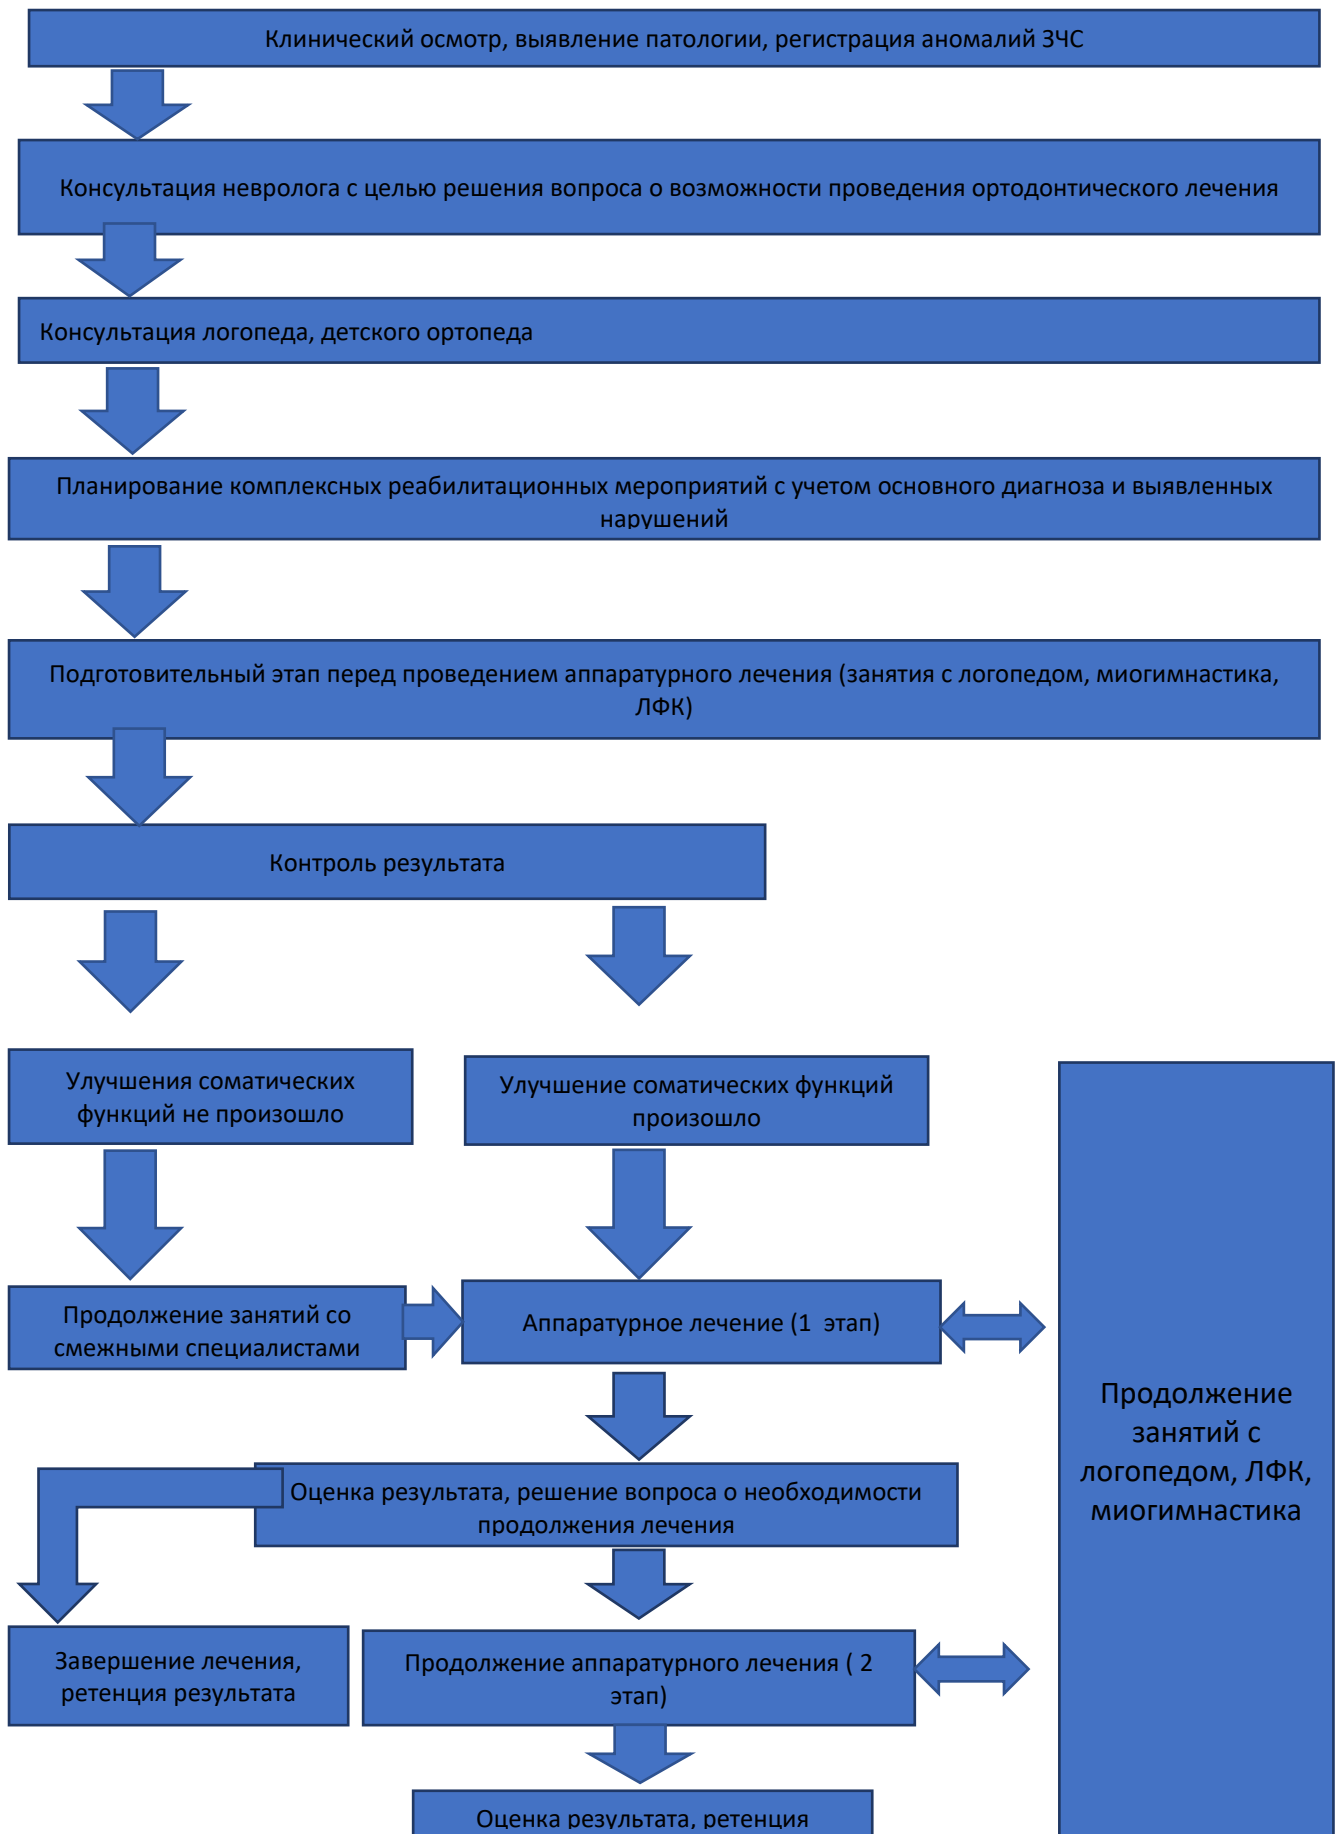 Клинический осмотр, выявление патологии, регистрация аномалий ЗЧС
Консультация невролога с целью решения вопроса о возможности проведения ортодонтического лечения
Консультация логопеда, детского ортопеда
Планирование комплексных реабилитационных мероприятий с учетом основного диагноза и выявленных
нарушений
Подготовительный этап перед проведением аппаратурного лечения (занятия с логопедом, миогимнастика,
ЛФК)
Контроль результата
Улучшения соматических
функций не произошло
Улучшение соматических функций
произошло
Продолжение занятий со
смежными специалистами
Аппаратурное лечение (1 этап)
Продолжение
занятий с
логопедом, ЛФК,
миогимнастика
Оценка результата, решение вопроса о необходимости
продолжения лечения
Завершение лечения,
ретенция результата
Продолжение аппаратурного лечения ( 2
этап)
Оценка результата, ретенция